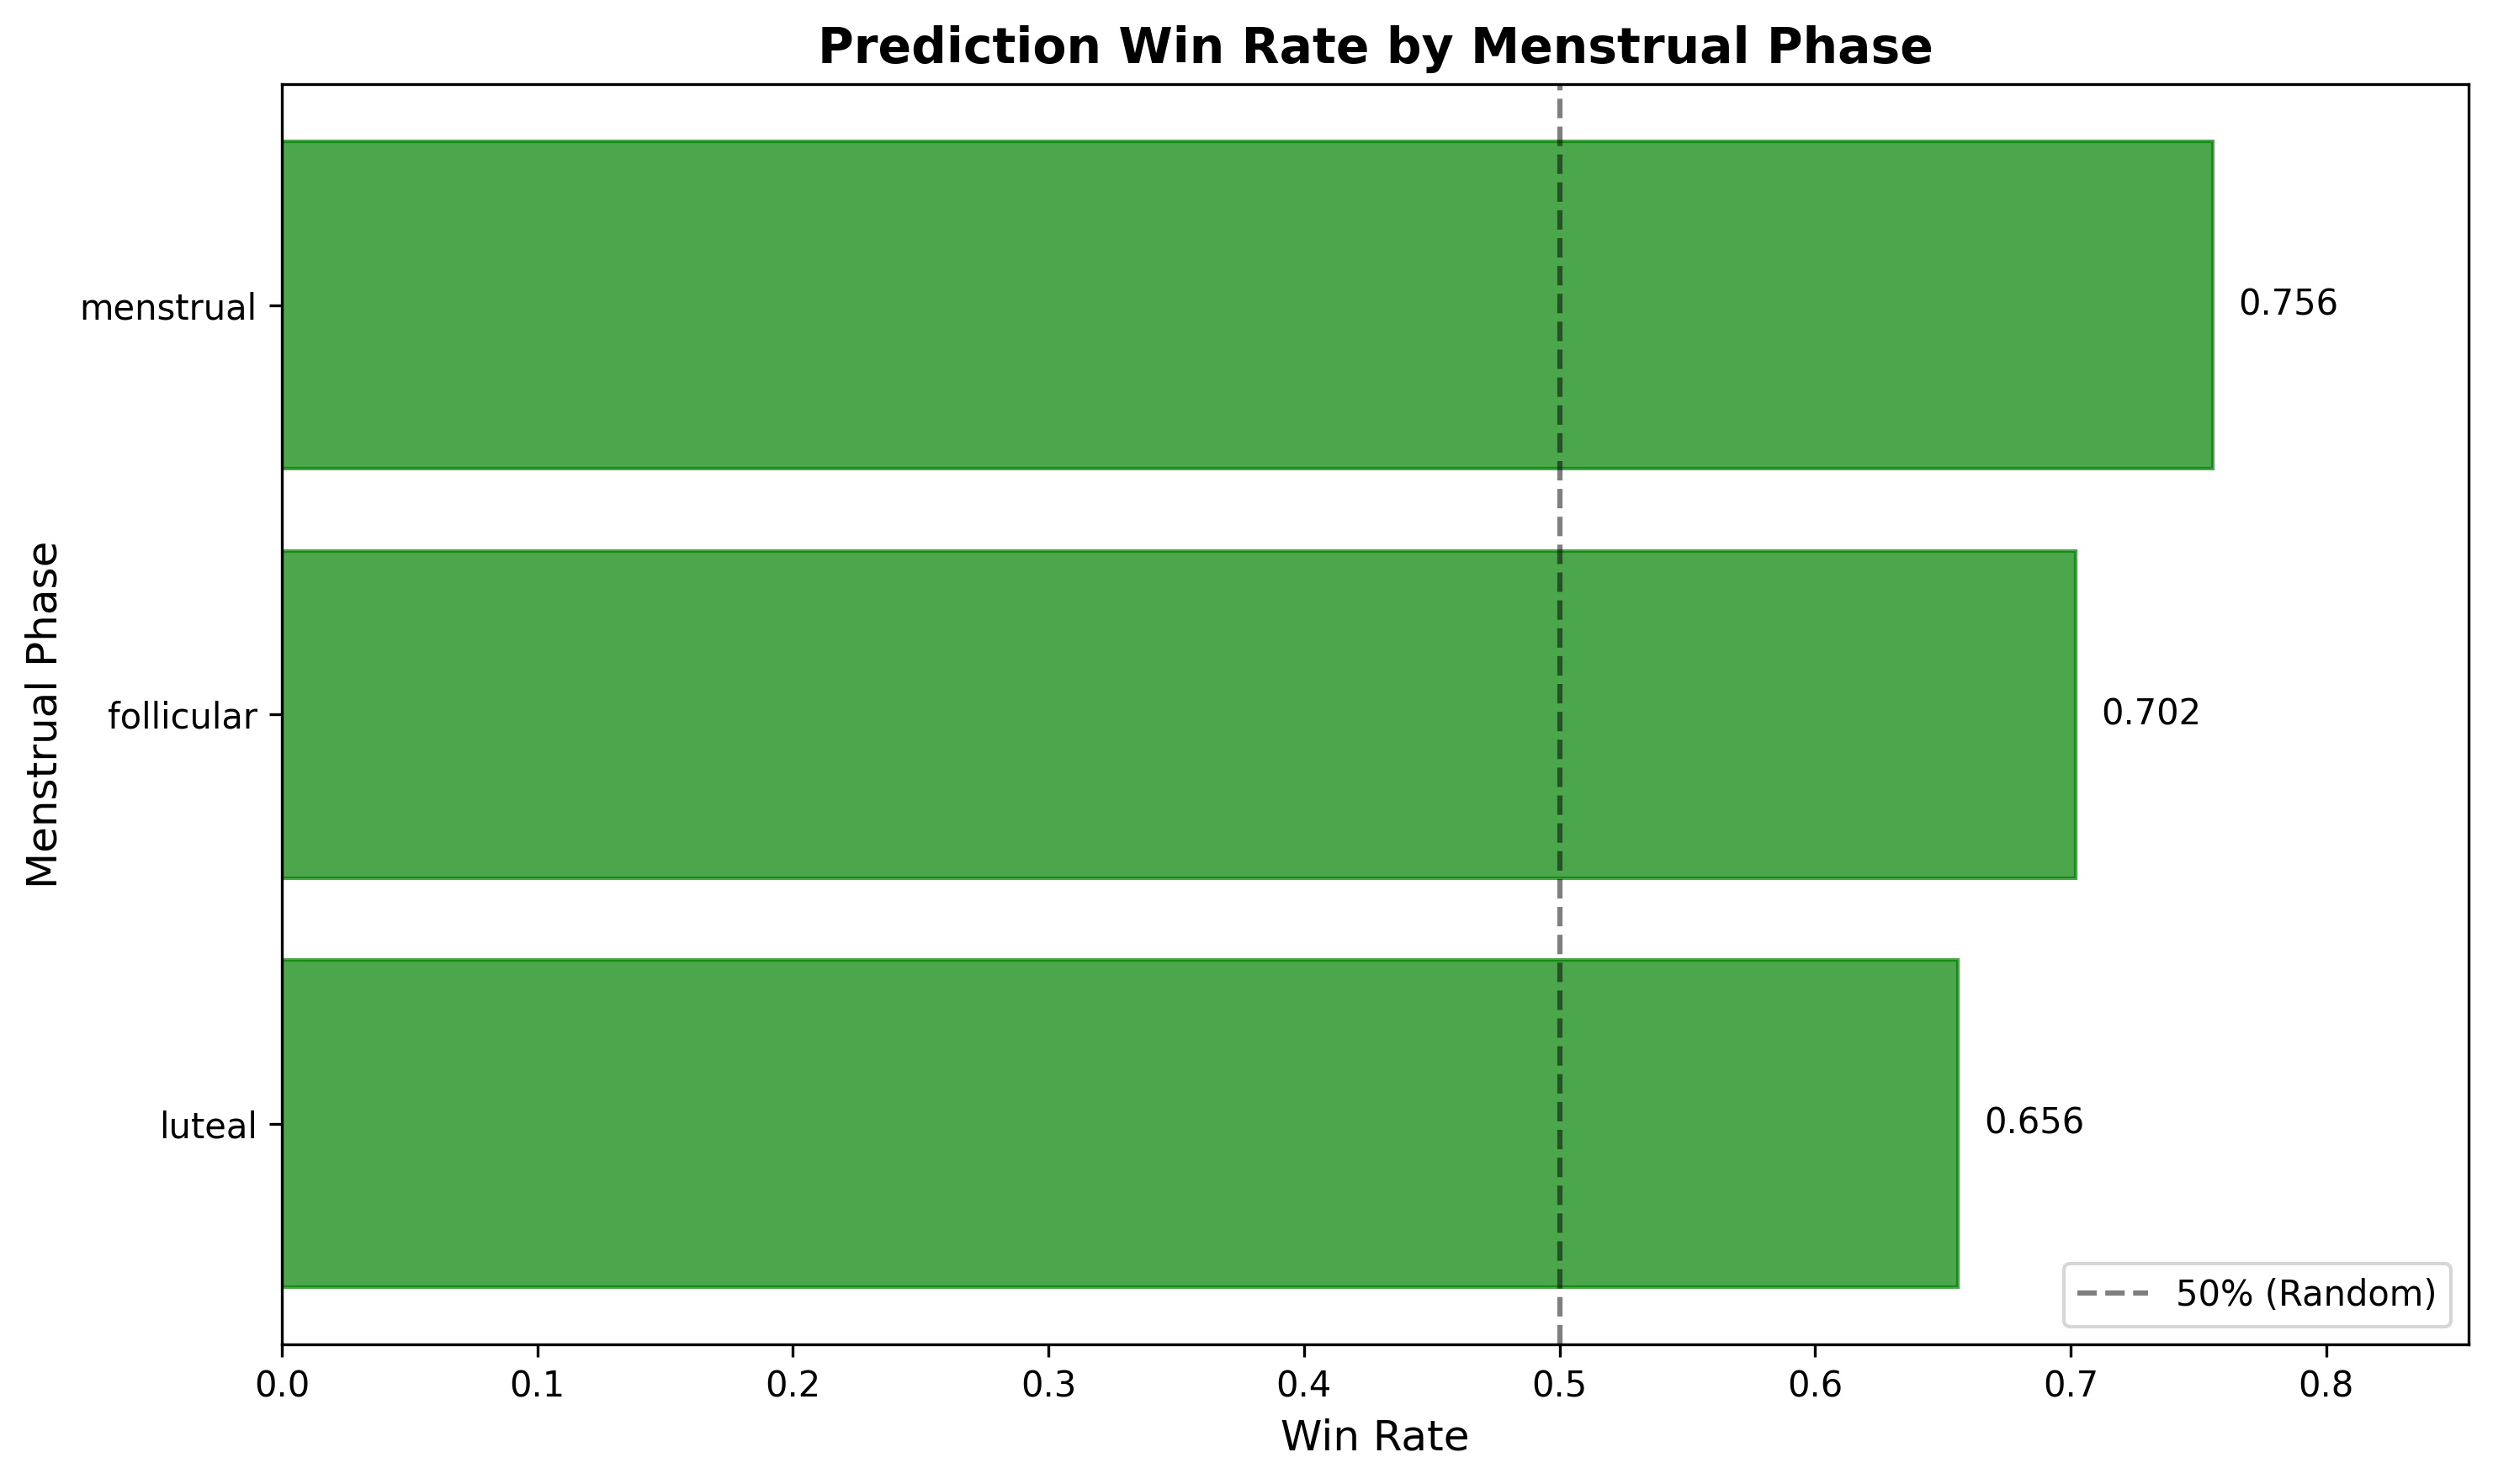 Prediction Win Rate by Menstrual Phase
Menstrual Phase
menstrual
0.756
follicular
0.702
luteal
0.656
50% (Random)
0.0 0.1 0.2 0.3 0.4 0.5 0.6 0.7 0.8
Win Rate